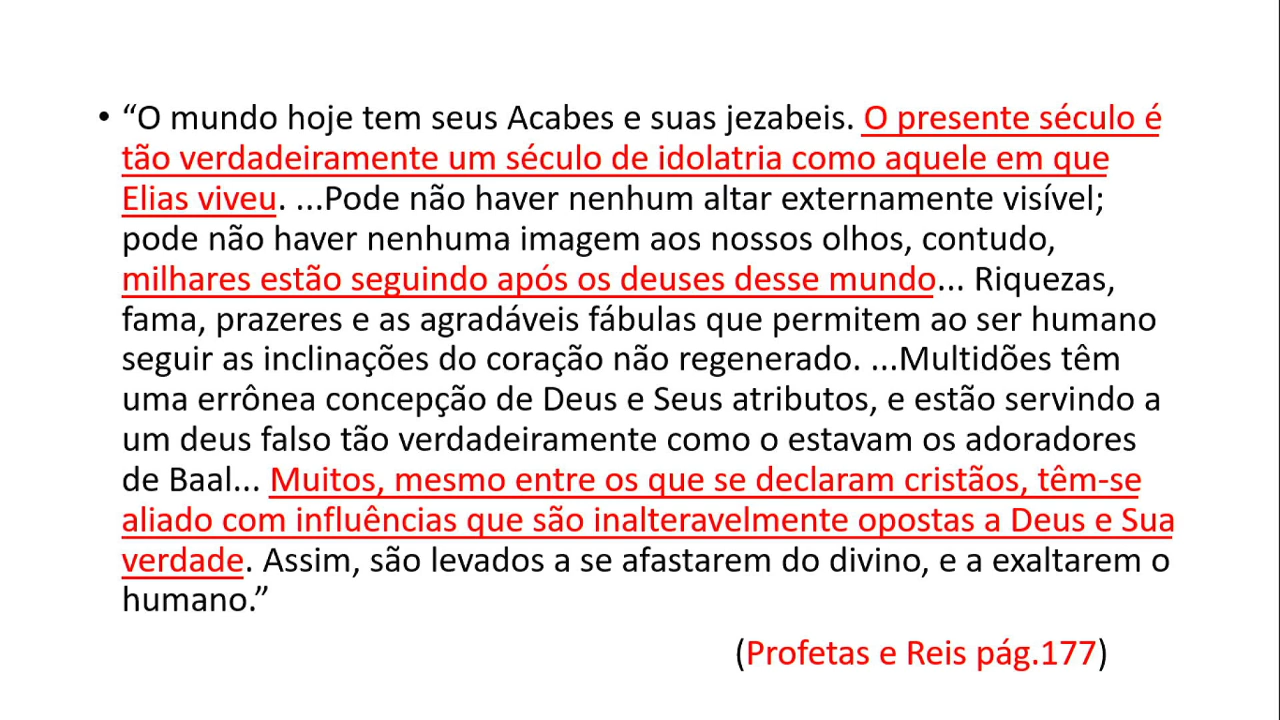 • “O mundo hoje tem seus Acabes e suas jezabeis. O presente século é
tão verdadeiramente um século de idolatria como aquele em que
Elias viveu. ...Pode não haver nenhum altar externamente visível;
pode não haver nenhuma imagem aos nossos olhos, contudo,
milhares estão seguindo após os deuses desse mundo... Riquezas,
fama, prazeres e as agradáveis fábulas que permitem ao ser humano
seguir as inclinações do coração não regenerado. ...Multidões têm
uma errônea concepção de Deus e Seus atributos, e estão servindo a
um deus falso tão verdadeiramente como o estavam os adoradores
de Baal... Muitos, mesmo entre os que se declaram cristãos, têm-se
aliado com influências que são inalteravelmente opostas a Deus e Sua
verdade. Assim, são levados a se afastarem do divino, e a exaltarem o
humano.”
(Profetas e Reis pág.177)